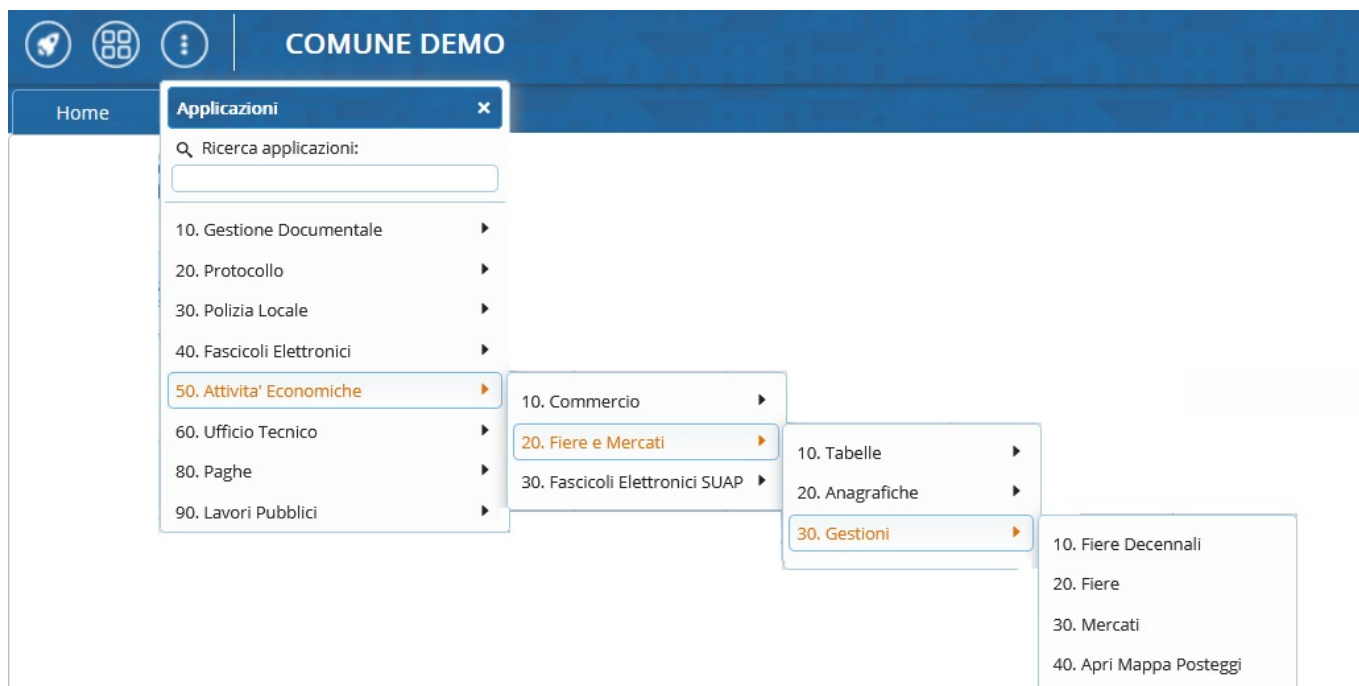 COMUNE DEMO
Home
Applicazioni
Ricerca applicazioni:
10. Gestione Documentale
20. Protocollo
30. Polizia Locale
40. Fascicoli Elettronici
50. Attivita' Economiche
60. Ufficio Tecnico
80. Paghe
90. Lavori Pubblici
10. Commercio
20. Fiere e Mercati
30. Fascicoli Elettronici SUAP
10. Tabelle
20. Anagrafiche
30. Gestioni
10. Fiere Decennali
20. Fiere
30. Mercati
40. Apri Mappa Posteggi